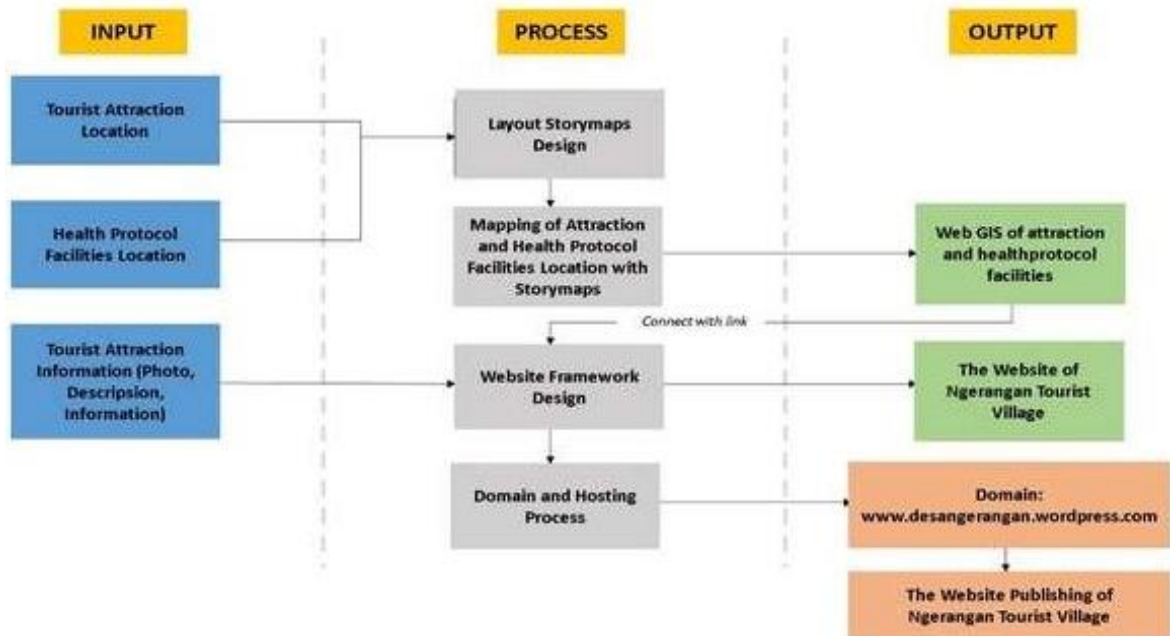 INPUT
PROCESS
OUTPUT
Tourist Attraction
Location
Layout Storymaps
Design
Health Protocol
Facilities Location
Mapping of Attraction
and Health Protocol
Facilities Location with
Storymaps
Web GIS of attraction
and healthprotocol
facilities
Connect with link
Tourist Attraction
Information (Photo,
Descripsion,
Information)
Website Framework
Design
The Website of
Ngerangan Tourist
Village
Domain and Hosting
Process
Domain:
www.desangerangan.wordpress.com
The Website Publishing of
Ngerangan Tourist Village